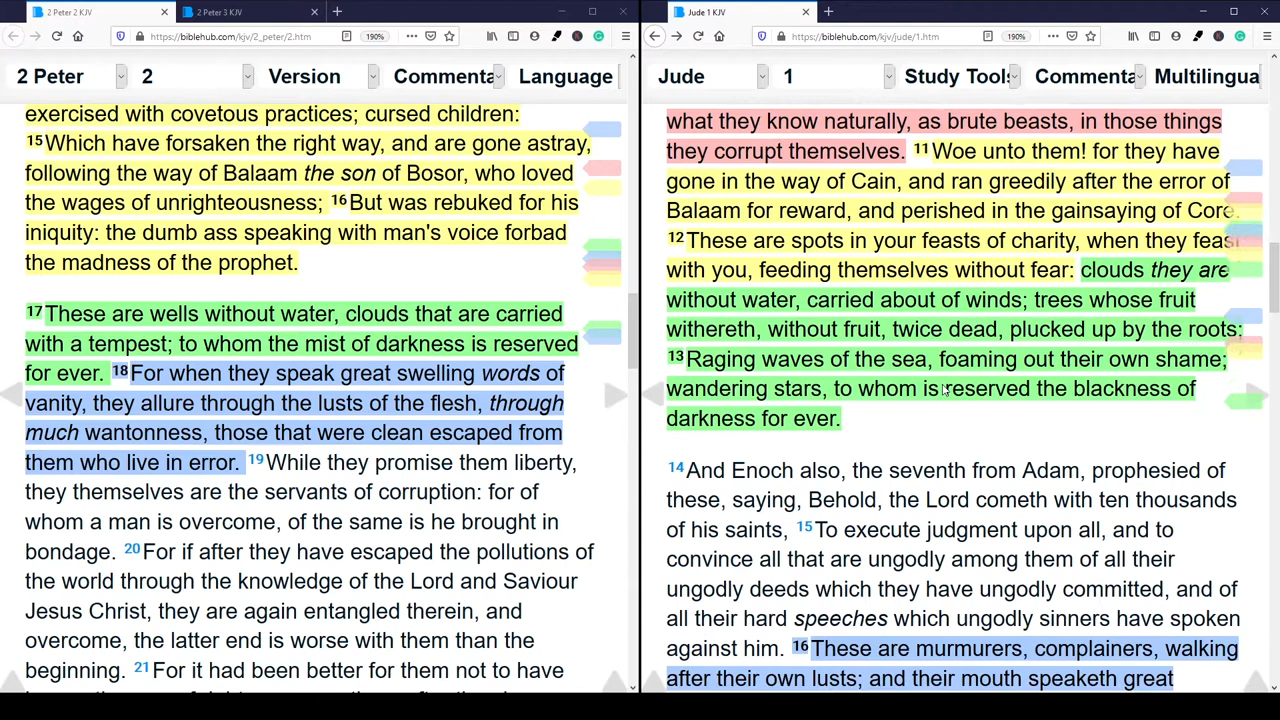 2 Peter 2 KJV
2 Peter 3 KJV
https://biblehub.com/kjv/2_peter/2.htm
190%
2 Peter
2
Version
Commenta
Language
exercised with covetous practices; cursed children:
15Which have forsaken the right way, and are gone astray,
following the way of Balaam the son of Bosor, who loved
the wages of unrighteousness; 16But was rebuked for his
iniquity: the dumb ass speaking with man's voice forbad
the madness of the prophet.
17These are wells without water, clouds that are carried
with a tempest; to whom the mist of darkness is reserved
for ever. 18For when they speak great swelling words of
vanity, they allure through the lusts of the flesh, through
much wantonness, those that were clean escaped from
them who live in error. 19While they promise them liberty,
they themselves are the servants of corruption: for of
whom a man is overcome, of the same is he brought in
bondage. 20For if after they have escaped the pollutions of
the world through the knowledge of the Lord and Saviour
Jesus Christ, they are again entangled therein, and
overcome, the latter end is worse with them than the
beginning. 21For it had been better for them not to have
Jude 1 KJV
https://biblehub.com/kjv/jude/1.htm
190%
Jude
1
Study Tools
Commenta
Multilingua
what they know naturally, as brute beasts, in those things
they corrupt themselves. 11Woe unto them! for they have
gone in the way of Cain, and ran greedily after the error of
Balaam for reward, and perished in the gainsaying of Core.
12These are spots in your feasts of charity, when they feast
with you, feeding themselves without fear: clouds they are
without water, carried about of winds; trees whose fruit
withereth, without fruit, twice dead, plucked up by the roots;
13Raging waves of the sea, foaming out their own shame;
wandering stars, to whom is reserved the blackness of
darkness for ever.
14And Enoch also, the seventh from Adam, prophesied of
these, saying, Behold, the Lord cometh with ten thousands
of his saints, 15To execute judgment upon all, and to
convince all that are ungodly among them of all their
ungodly deeds which they have ungodly committed, and of
all their hard speeches which ungodly sinners have spoken
against him. 16These are murmurers, complainers, walking
after their own lusts; and their mouth speaketh great